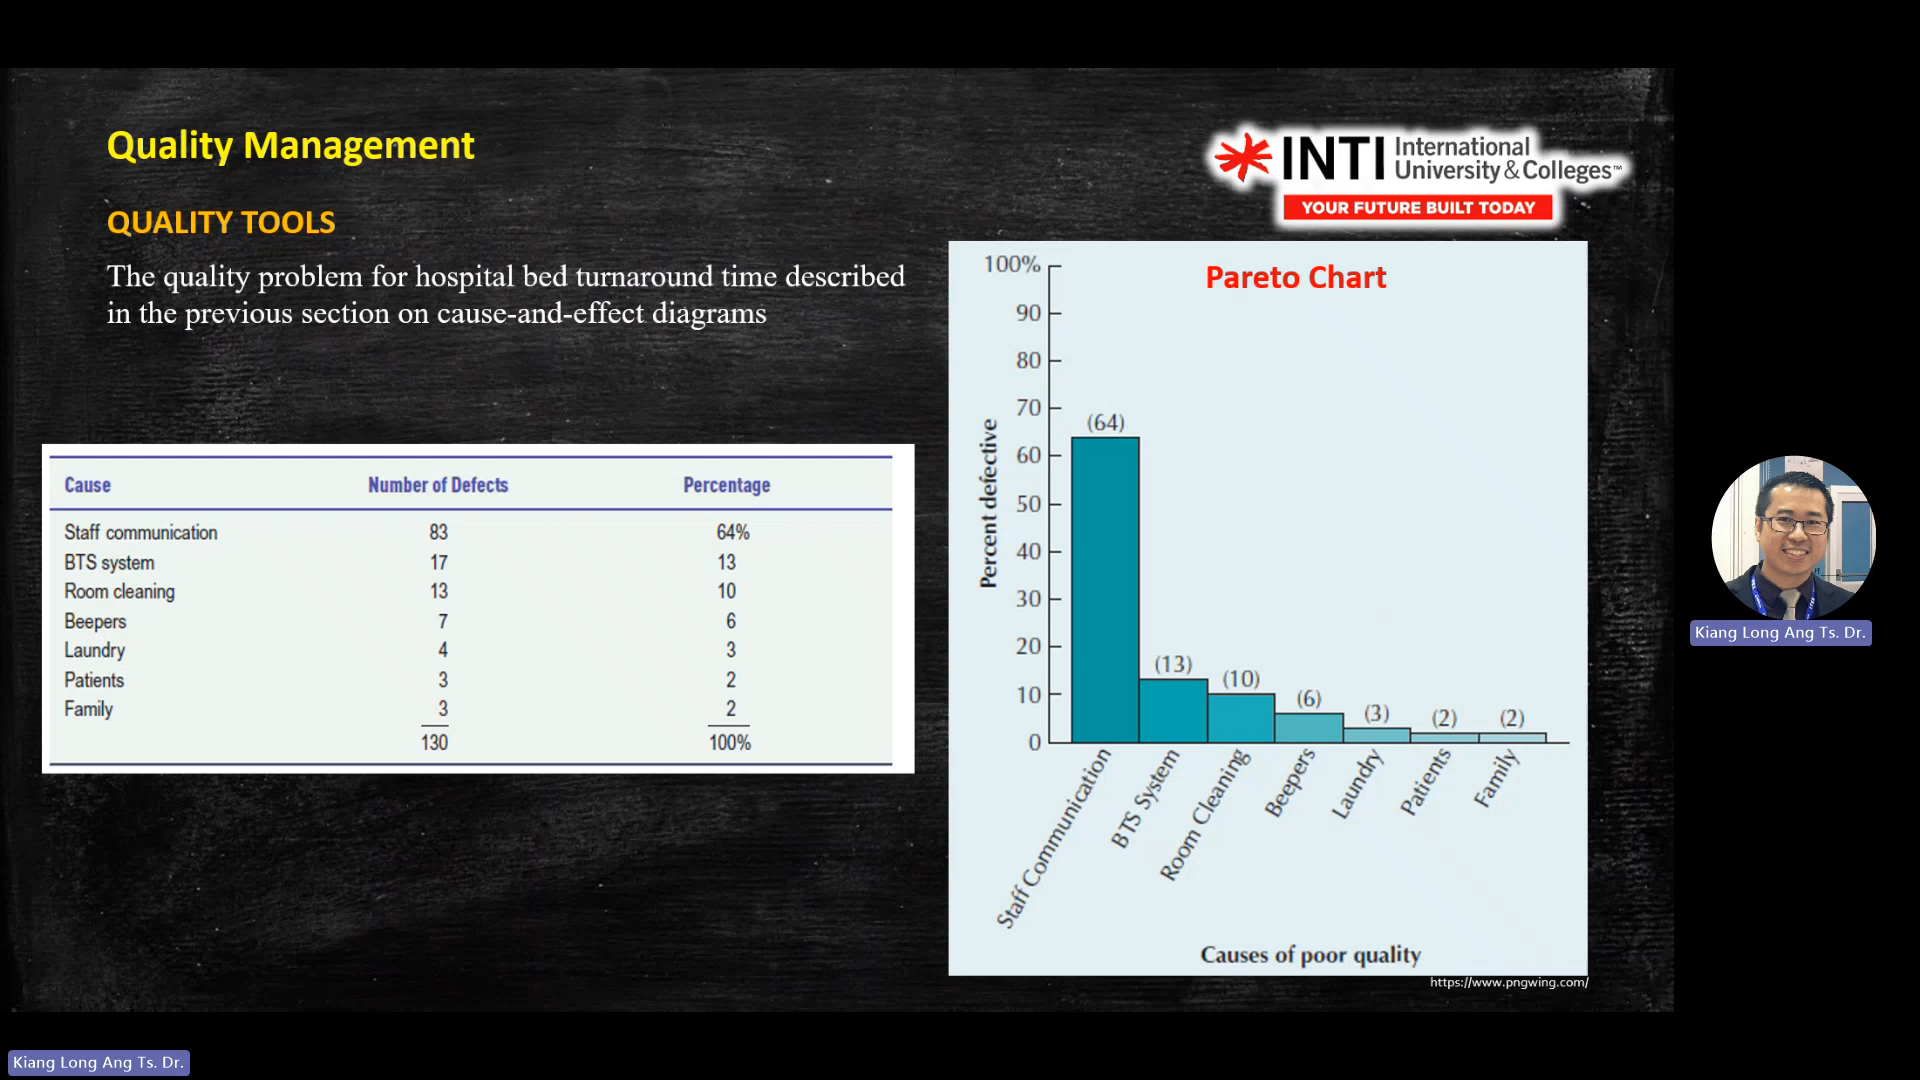 Quality Management
QUALITY TOOLS
The quality problem for hospital bed turnaround time described
in the previous section on cause-and-effect diagrams
INTI International
University & Colleges™
YOUR FUTURE BUILT TODAY
Cause Number of Defects Percentage
Staff communication 83 64%
BTS system 17 13
Room cleaning 13 10
Beepers 7 6
Laundry 4 3
Patients 3 2
Family 3 2
130 100%
Pareto Chart
Percent defective
100%
90
80
70
60
50
40
30
20
10
0
(64)
(13)
(10)
(6)
(3)
(2)
(2)
Staff Communication
BTS System
Room Cleaning
Beepers
Laundry
Patients
Family
Causes of poor quality
https://www.pngwing.com/
Kiang Long Ang Ts. Dr.
Kiang Long Ang Ts. Dr.